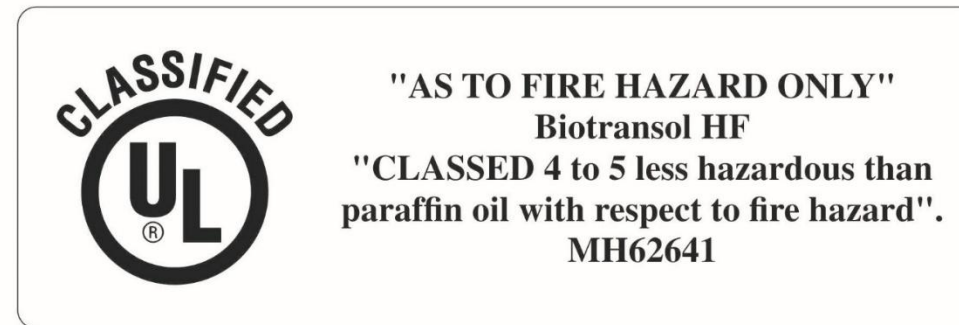 CLASSIFIED
UL
®
"AS TO FIRE HAZARD ONLY"
Biotransol HF
"CLASSED 4 to 5 less hazardous than
paraffin oil with respect to fire hazard".
MH62641